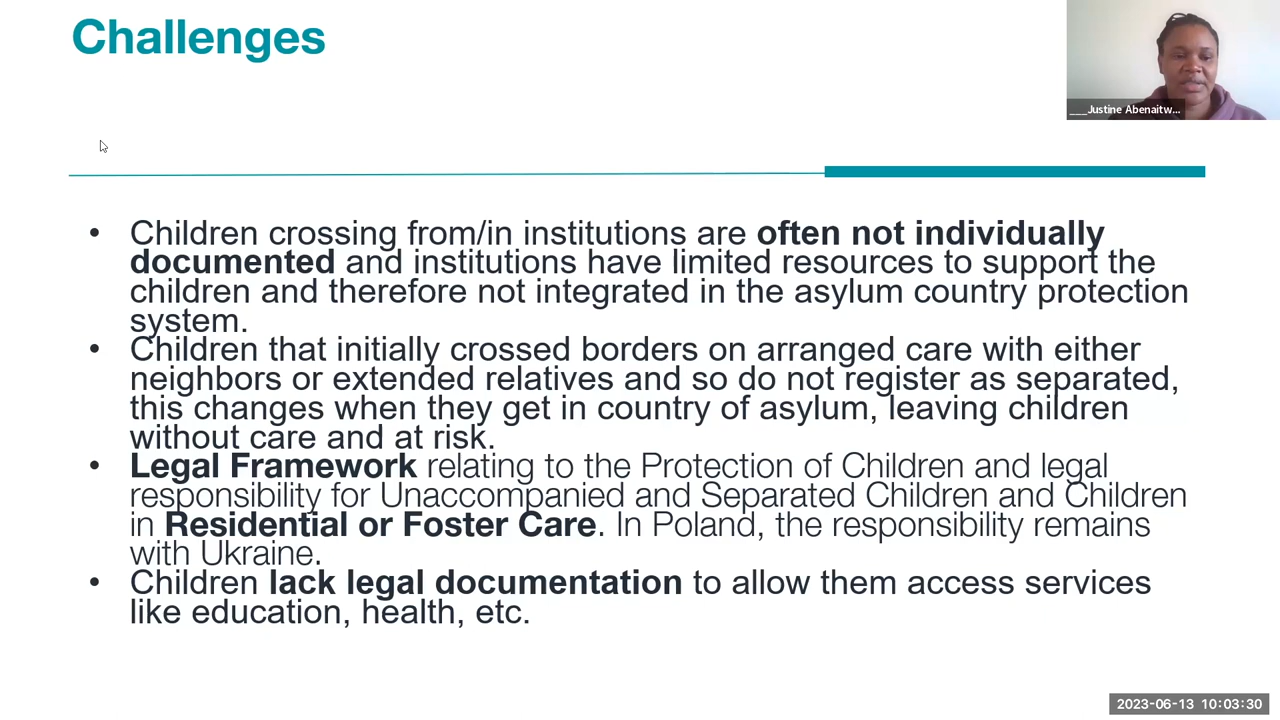 Challenges
___Justine Abenaitw...
• Children crossing from/in institutions are often not individually
documented and institutions have limited resources to support the
children and therefore not integrated in the asylum country protection
system.
• Children that initially crossed borders on arranged care with either
neighbors or extended relatives and so do not register as separated,
this changes when they get in country of asylum, leaving children
without care and at risk.
• Legal Framework relating to the Protection of Children and legal
responsibility for Unaccompanied and Separated Children and Children
in Residential or Foster Care. In Poland, the responsibility remains
with Ukraine.
• Children lack legal documentation to allow them access services
like education, health, etc.
2023-06-13 10:03:30